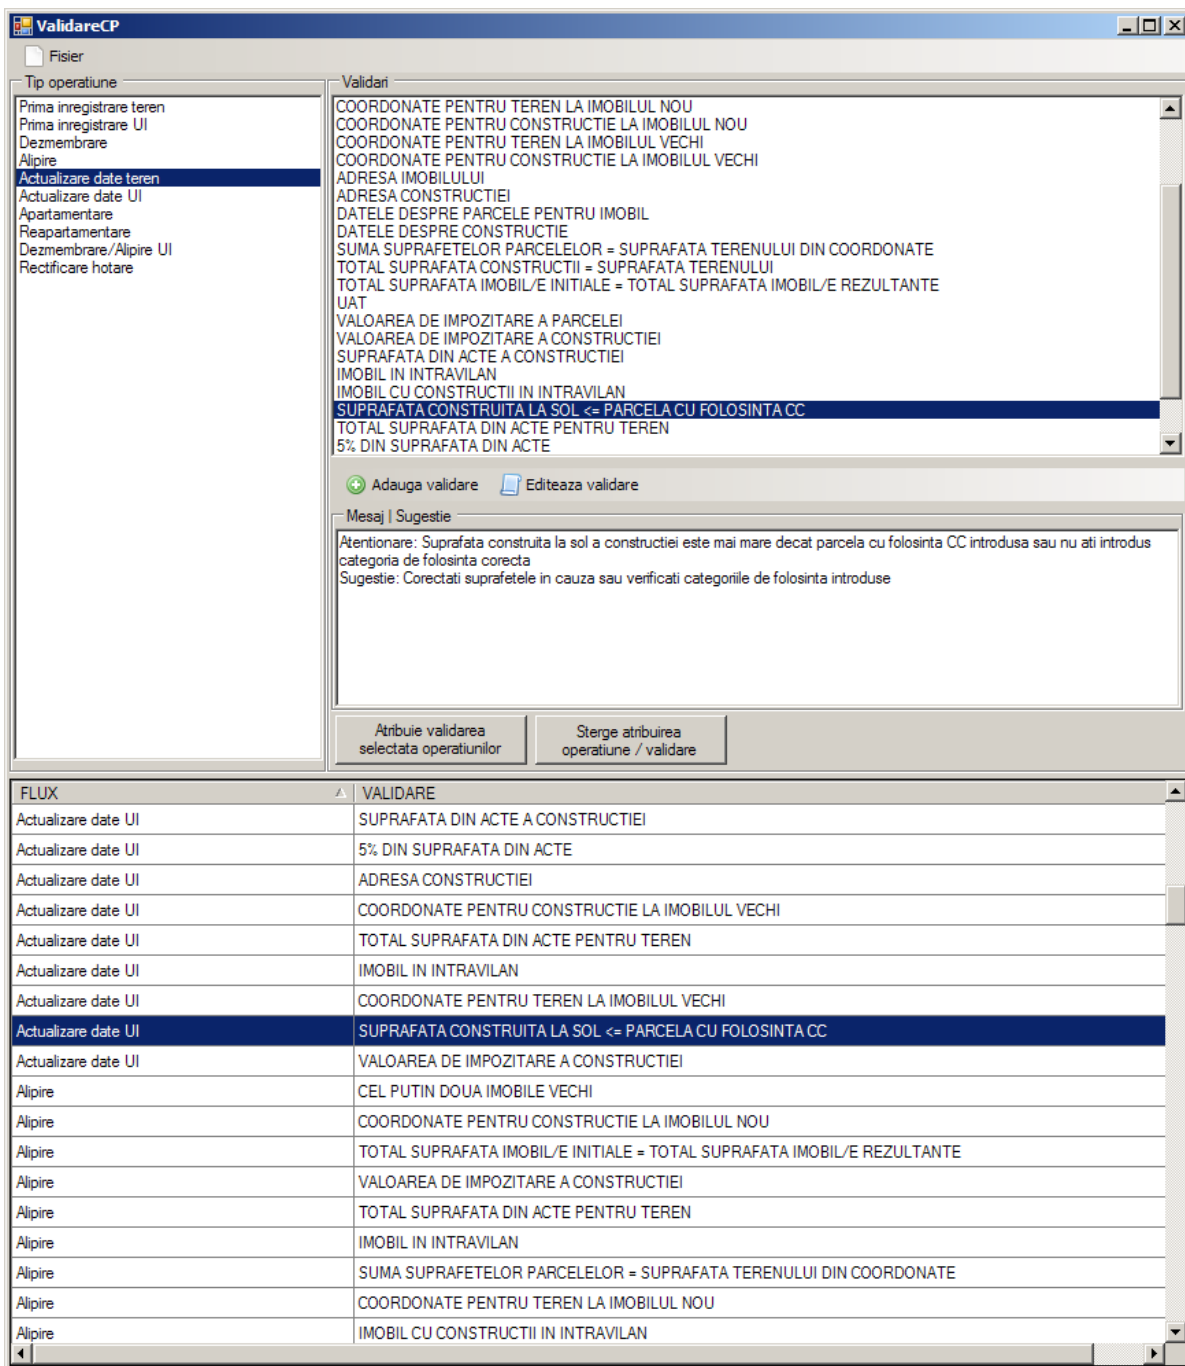 ValidareCP
Fisier
Tip operatiune
Prima inregistrare teren
Prima inregistrare UI
Dezmembrare
Alipire
Actualizare date teren
Actualizare date UI
Apartamentare
Reapartamentare
Dezmembrare/Alipire UI
Rectificare hotare
Validari
COORDONATE PENTRU TEREN LA IMOBILUL NOU
COORDONATE PENTRU CONSTRUCTIE LA IMOBILUL NOU
COORDONATE PENTRU TEREN LA IMOBILUL VECHI
COORDONATE PENTRU CONSTRUCTIE LA IMOBILUL VECHI
ADRESA IMOBILULUI
ADRESA CONSTRUCTIEI
DATELE DESPRE PARCELE PENTRU IMOBIL
DATELE DESPRE CONSTRUCTIE
SUMA SUPRAFETELOR PARCELELOR = SUPRAFATA TERENULUI DIN COORDONATE
TOTAL SUPRAFATA CONSTRUCTII = SUPRAFATA TERENULUI
TOTAL SUPRAFATA IMOBIL/E INITIALE = TOTAL SUPRAFATA IMOBIL/E REZULTANTE
UAT
VALOAREA DE IMPOZITARE A PARCELEI
VALOAREA DE IMPOZITARE A CONSTRUCTIEI
SUPRAFATA DIN ACTE A CONSTRUCTIEI
IMOBIL IN INTRAVILAN
IMOBIL CU CONSTRUCTII IN INTRAVILAN
SUPRAFATA CONSTRUITA LA SOL <= PARCELA CU FOLOSINTA CC
TOTAL SUPRAFATA DIN ACTE PENTRU TEREN
5% DIN SUPRAFATA DIN ACTE
Adauga validare Editeaza validare
Mesaj | Sugestie
Atentionare: Suprafata construita la sol a constructiei este mai mare decat parcela cu folosinta CC introdusa sau nu ati introdus
categoria de folosinta corecta
Sugestie: Corectati suprafetele in cauza sau verificati categoriile de folosinta introduse
Atribuie validarea
selectata operatiunilor
Sterge atribuirea
operatiune / validare
FLUX VALIDARE
Actualizare date UI SUPRAFATA DIN ACTE A CONSTRUCTIEI
Actualizare date UI 5% DIN SUPRAFATA DIN ACTE
Actualizare date UI ADRESA CONSTRUCTIEI
Actualizare date UI COORDONATE PENTRU CONSTRUCTIE LA IMOBILUL VECHI
Actualizare date UI TOTAL SUPRAFATA DIN ACTE PENTRU TEREN
Actualizare date UI IMOBIL IN INTRAVILAN
Actualizare date UI COORDONATE PENTRU TEREN LA IMOBILUL VECHI
Actualizare date UI SUPRAFATA CONSTRUITA LA SOL <= PARCELA CU FOLOSINTA CC
Actualizare date UI VALOAREA DE IMPOZITARE A CONSTRUCTIEI
Alipire CEL PUTIN DOUA IMOBILE VECHI
Alipire COORDONATE PENTRU CONSTRUCTIE LA IMOBILUL NOU
Alipire TOTAL SUPRAFATA IMOBIL/E INITIALE = TOTAL SUPRAFATA IMOBIL/E REZULTANTE
Alipire VALOAREA DE IMPOZITARE A CONSTRUCTIEI
Alipire TOTAL SUPRAFATA DIN ACTE PENTRU TEREN
Alipire IMOBIL IN INTRAVILAN
Alipire SUMA SUPRAFETELOR PARCELELOR = SUPRAFATA TERENULUI DIN COORDONATE
Alipire COORDONATE PENTRU TEREN LA IMOBILUL NOU
Alipire IMOBIL CU CONSTRUCTII IN INTRAVILAN